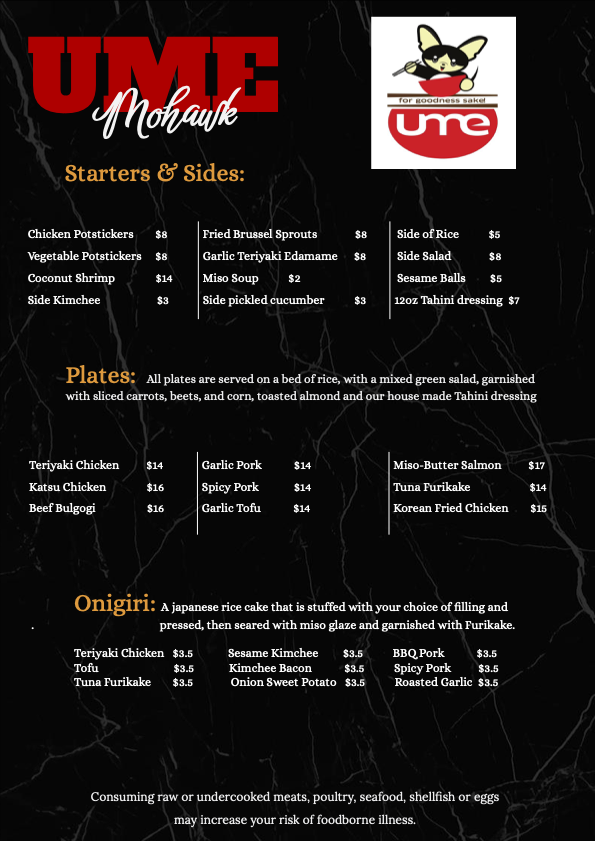 UME
Mohawk
for goodness sake!
ume
Starters & Sides:
Chicken Potstickers $8
Vegetable Potstickers $8
Coconut Shrimp $14
Side Kimchee $3
Fried Brussel Sprouts $8
Garlic Teriyaki Edamame $8
Miso Soup $2
Side pickled cucumber $3
Side of Rice $5
Side Salad $8
Sesame Balls $5
12oz Tahini dressing $7
Plates: All plates are served on a bed of rice, with a mixed green salad, garnished
with sliced carrots, beets, and corn, toasted almond and our house made Tahini dressing
Teriyaki Chicken $14
Katsu Chicken $16
Beef Bulgogi $16
Garlic Pork $14
Spicy Pork $14
Garlic Tofu $14
Miso-Butter Salmon $17
Tuna Furikake $14
Korean Fried Chicken $15
Onigiri: A japanese rice cake that is stuffed with your choice of filling and
. pressed, then seared with miso glaze and garnished with Furikake.
Teriyaki Chicken $3.5
Tofu $3.5
Tuna Furikake $3.5
Sesame Kimchee $3.5
Kimchee Bacon $3.5
Onion Sweet Potato $3.5
BBQ Pork $3.5
Spicy Pork $3.5
Roasted Garlic $3.5
Consuming raw or undercooked meats, poultry, seafood, shellfish or eggs
may increase your risk of foodborne illness.